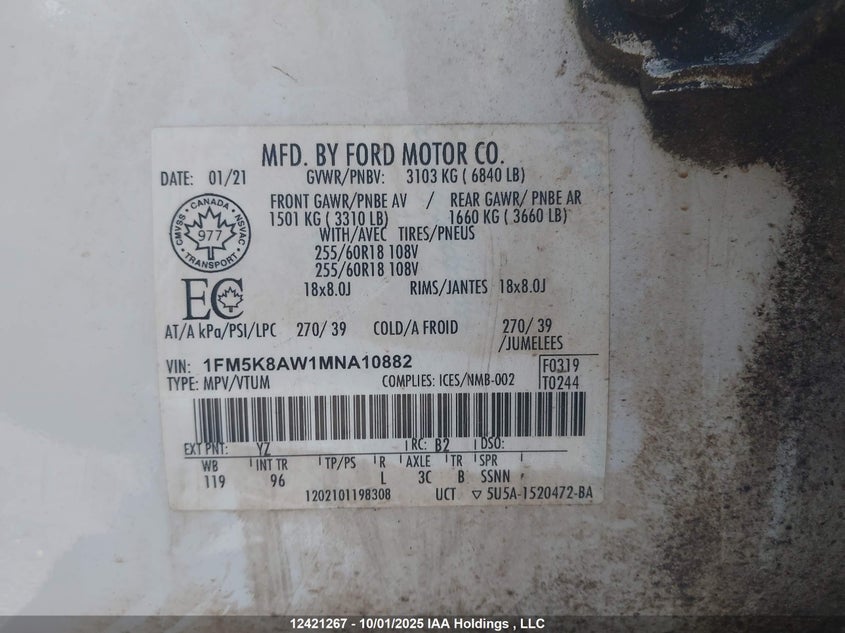 MFD. BY FORD MOTOR CO.
DATE: 01/21 GVWR/PNBV: 3103 KG ( 6840 LB)
FRONT GAWR/PNBE AV / REAR GAWR/ PNBE AR
1501 KG ( 3310 LB) 1660 KG ( 3660 LB)
WITH/AVEC TIRES/PNEUS
255/60R18 108V
255/60R18 108V
18x8.0J RIMS/JANTES 18x8.0J
CANADA
CMVSS 977 NSVAC
TRANSPORT
EC
AT/A kPa/PSI/LPC 270/ 39 COLD/A FROID 270/ 39
/JUMELEES
VIN: 1FM5K8AW1MNA10882 F0319
TYPE: MPV/VTUM COMPLIES: ICES/NMB-002 T0244
EXT PNT: YZ RC: B2 DSO:
WB INT TR TP/PS R AXLE TR SPR
119 96 L 3C B SSNN
1202101198308 UCT ▽ 5U5A-1520472-BA
12421267 - 10/01/2025 IAA Holdings , LLC